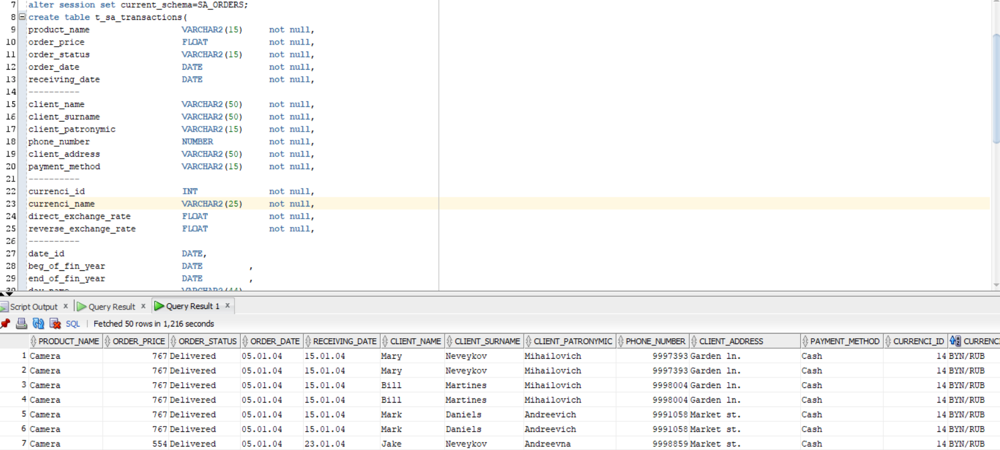 7 alter session set current_schema=SA_ORDERS;
8 create table t_sa_transactions(
9 product_name VARCHAR2(15) not null,
10 order_price FLOAT not null,
11 order_status VARCHAR2(15) not null,
12 order_date DATE not null,
13 receiving_date DATE not null,
14 ----------
15 client_name VARCHAR2(50) not null,
16 client_surname VARCHAR2(50) not null,
17 client_patronymic VARCHAR2(15) not null,
18 phone_number NUMBER not null,
19 client_address VARCHAR2(50) not null,
20 payment_method VARCHAR2(15) not null,
21 ----------
22 currenci_id INT not null,
23 currenci_name VARCHAR2(25) not null,
24 direct_exchange_rate FLOAT not null,
25 reverse_exchange_rate FLOAT not null,
26 ----------
27 date_id DATE,
28 beg_of_fin_year DATE ,
29 end_of_fin_year DATE ,
30 day_name VARCHAR2(44)
Script Output x Query Result x Query Result 1 x
SQL | Fetched 50 rows in 1,216 seconds
PRODUCT_NAME ORDER_PRICE ORDER_STATUS ORDER_DATE RECEIVING_DATE CLIENT_NAME CLIENT_SURNAME CLIENT_PATRONYMIC PHONE_NUMBER CLIENT_ADDRESS PAYMENT_METHOD CURRENCI_ID CURRENCI
1 Camera 767 Delivered 05.01.04 15.01.04 Mary Neveykov Mihailovich 9997393 Garden ln. Cash 14 BYN/RUB
2 Camera 767 Delivered 05.01.04 15.01.04 Mary Neveykov Mihailovich 9997393 Garden ln. Cash 14 BYN/RUB
3 Camera 767 Delivered 05.01.04 15.01.04 Bill Martines Mihailovich 9998004 Garden ln. Cash 14 BYN/RUB
4 Camera 767 Delivered 05.01.04 15.01.04 Bill Martines Mihailovich 9998004 Garden ln. Cash 14 BYN/RUB
5 Camera 767 Delivered 05.01.04 15.01.04 Mark Daniels Andreevich 9991058 Market st. Cash 14 BYN/RUB
6 Camera 767 Delivered 05.01.04 15.01.04 Mark Daniels Andreevich 9991058 Market st. Cash 14 BYN/RUB
7 Camera 554 Delivered 05.01.04 23.01.04 Jake Neveykov Andreevna 9998859 Market st. Cash 14 BYN/RUB